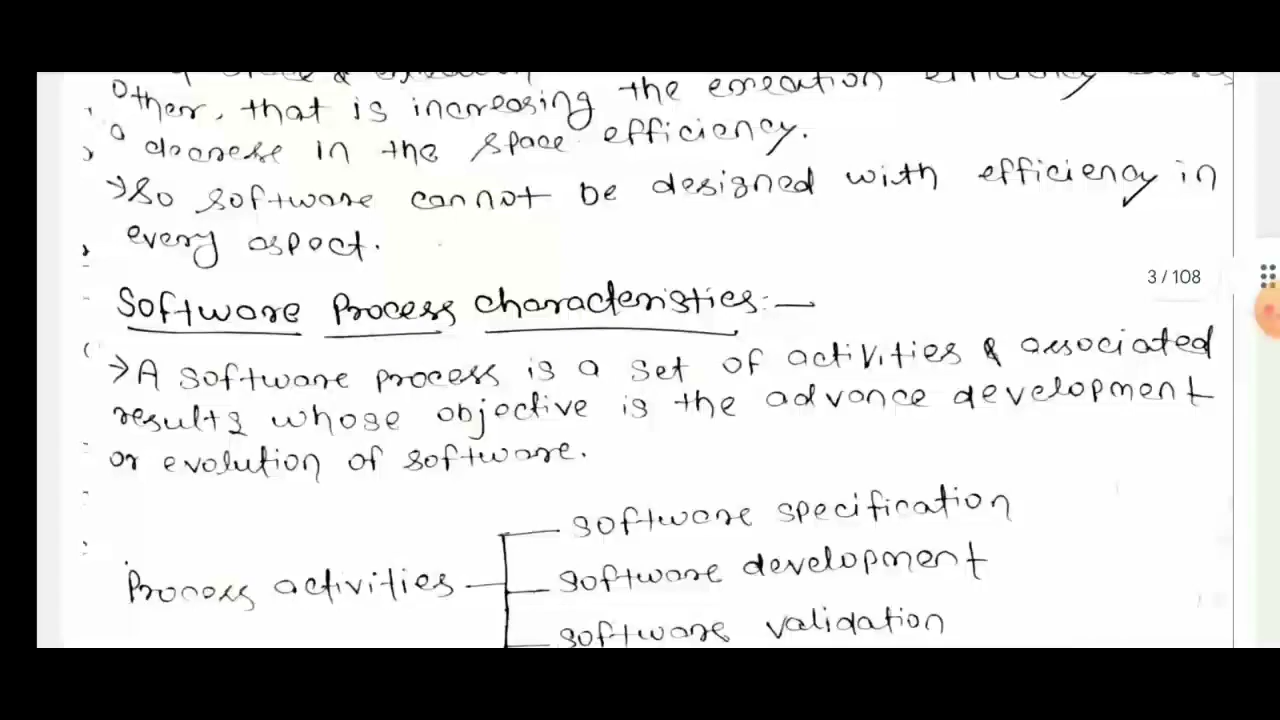 other, that is increasing the execution efficiency
a decrese in the space efficiency.
→ So software cannot be designed with efficiency in
every aspect.
3 / 108
Software Process characteristics :-
→ A software process is a set of activities & associated
results whose objective is the advance development
or evolution of software.
software specification
Process activities
software development
software validation